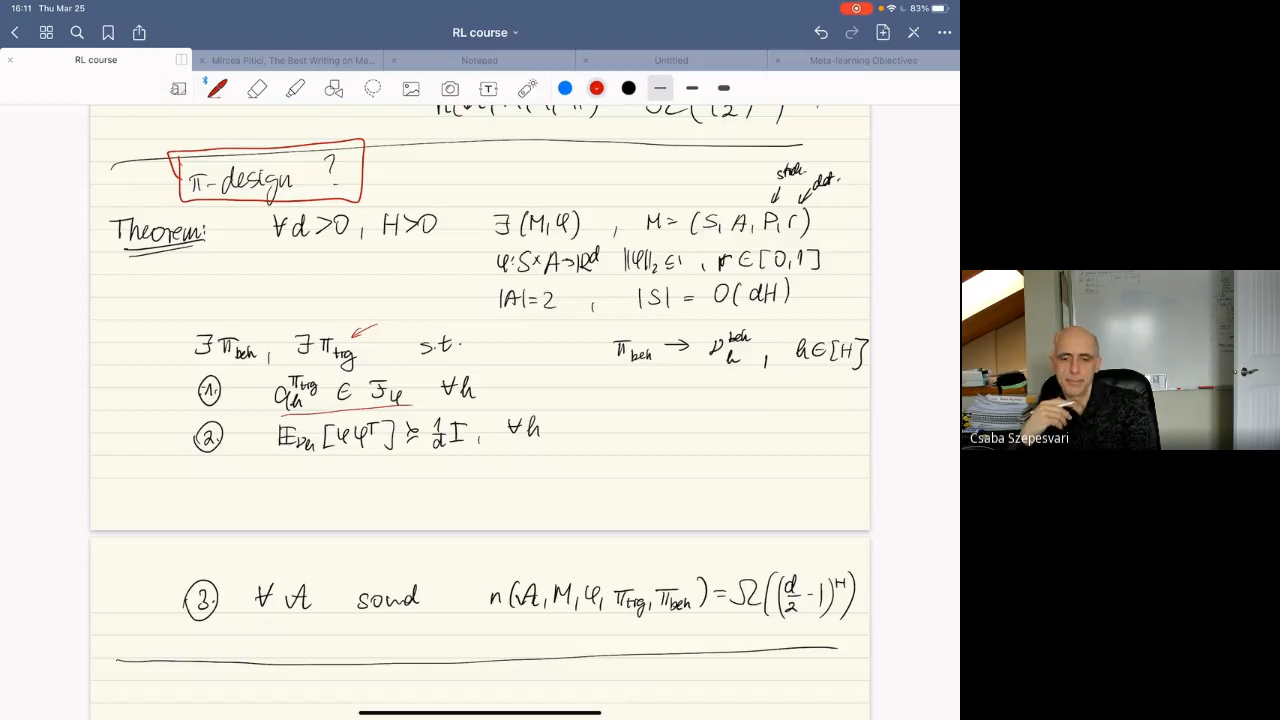 16:11 Thu Mar 25
83%
RL course
RL course
Mircea Pitici, The Best Writing on Ma...
Notepad
Untitled
Meta-learning Objectives
π-design ?
stoch. det.
Theorem: ∀d>0, H>0 ∃(M,φ), M=(S,A,P,r)
φ:S×A→ℝᵈ ‖φ‖₂≤1, r∈[0,1]
|A|=2, |S|=O(dH)
∃π_beh, ∃π_trg s.t. π_beh → ν_h^beh, h∈[H]
①. q_h^{π_trg} ∈ F_φ ∀h
②. E_{ν_h}[φφᵀ] ≽ 1/d I, ∀h
③. ∀ A sound n(A,M,φ,π_trg,π_beh)=Ω((d/2 -1)^H)
Csaba Szepesvari